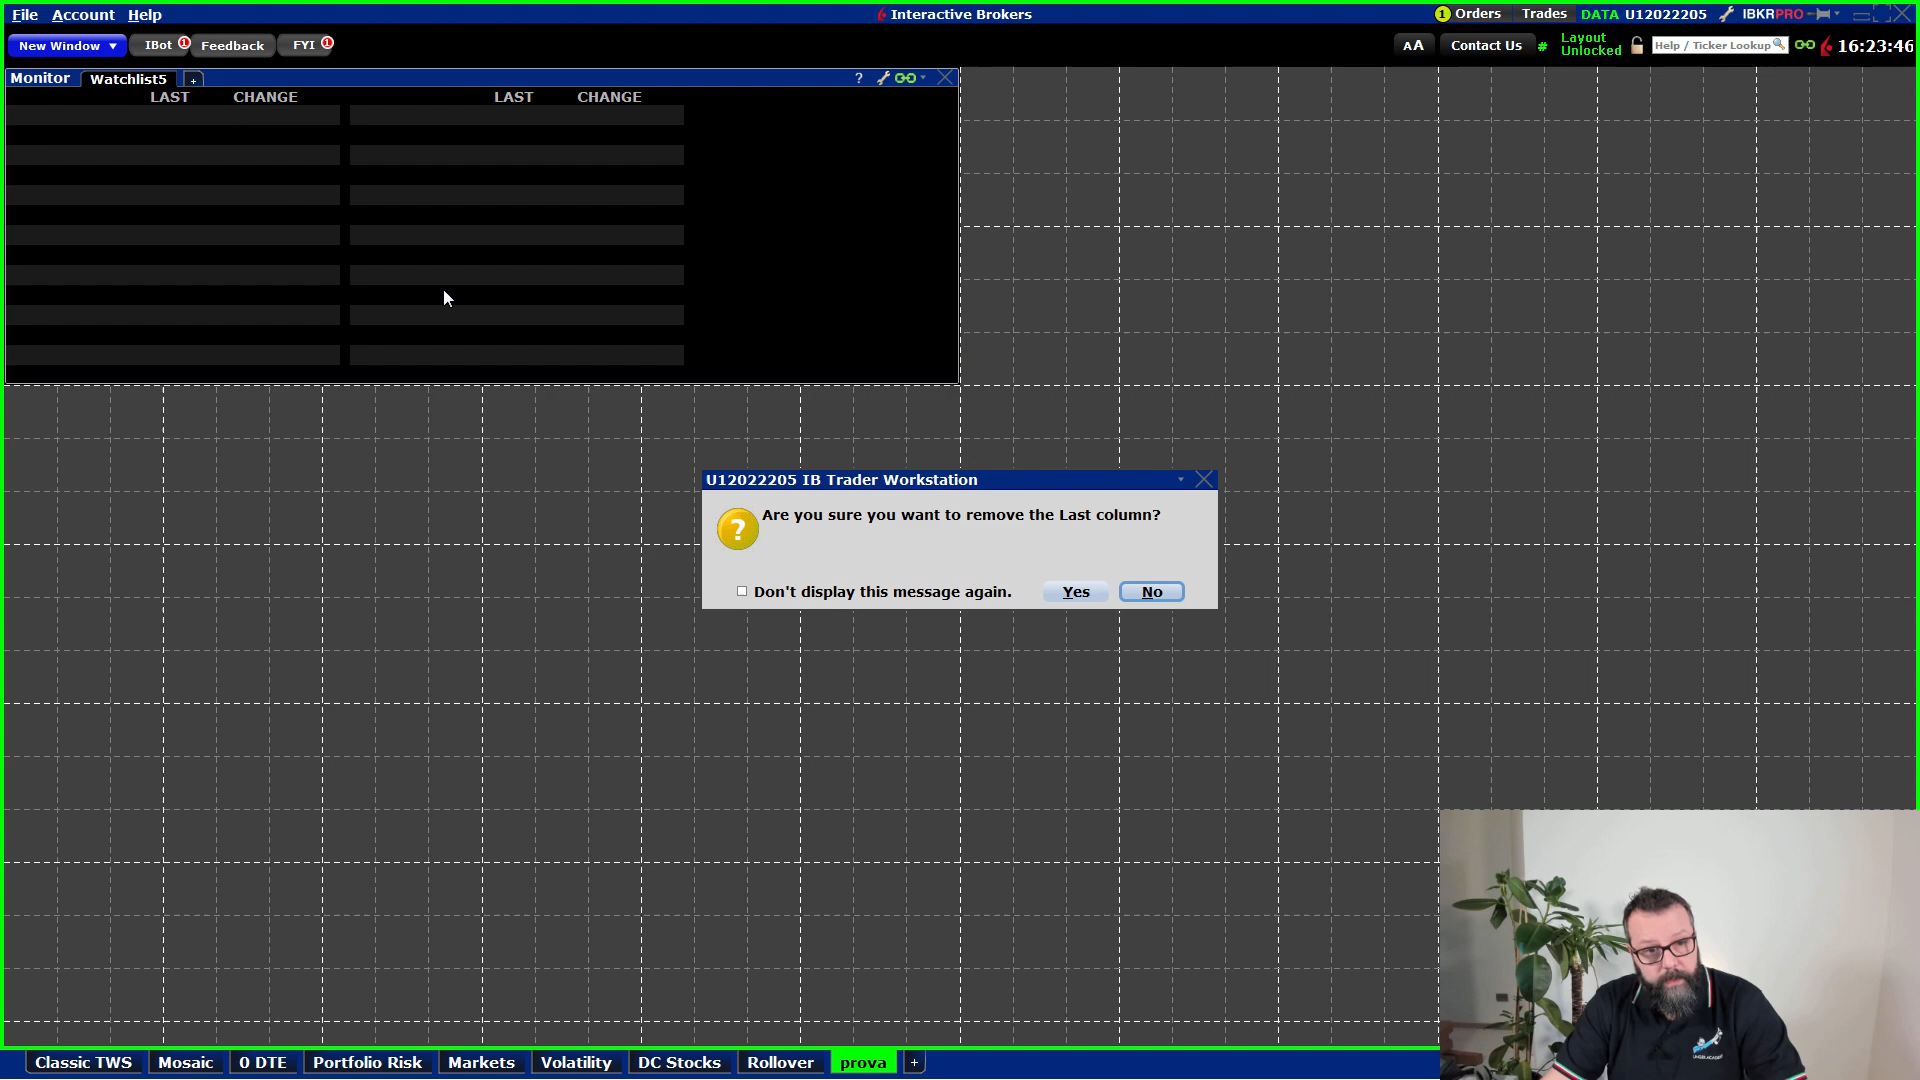 File Account Help
Interactive Brokers
1 Orders Trades DATA U12022205 IBKRPRO
New Window IBot 1 Feedback FYI 1
AA Contact Us # Layout Unlocked Help / Ticker Lookup 16:23:46
Monitor Watchlist5 + ?
LAST CHANGE LAST CHANGE
U12022205 IB Trader Workstation
? Are you sure you want to remove the Last column?
Don't display this message again. Yes No
Classic TWS Mosaic 0 DTE Portfolio Risk Markets Volatility DC Stocks Rollover prova +